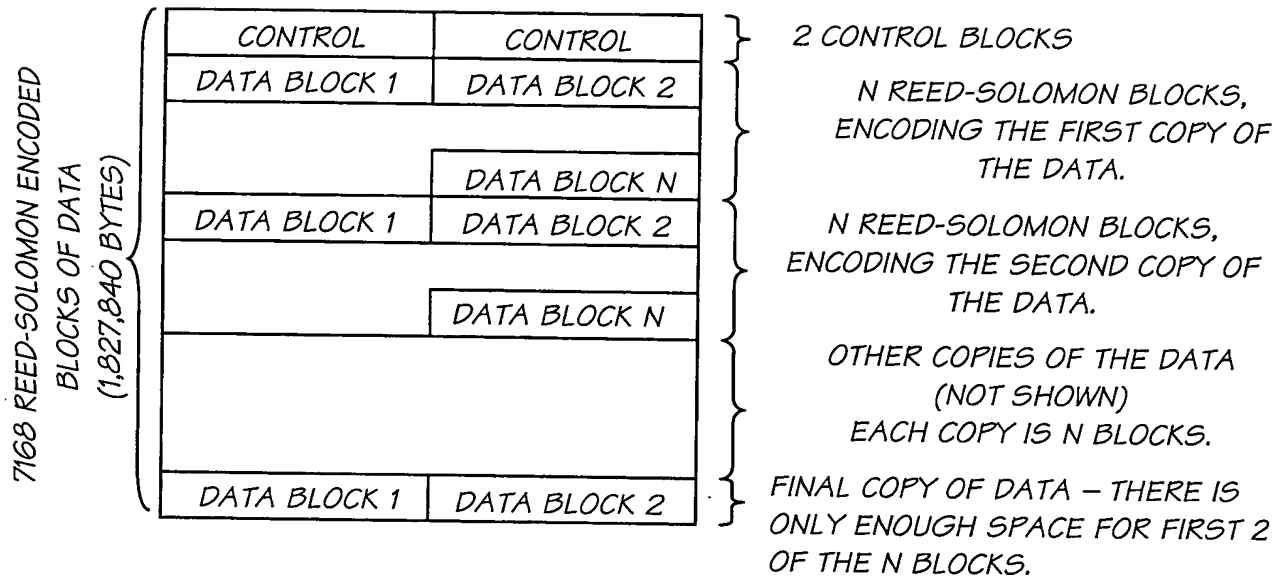 7168 REED-SOLOMON ENCODED
BLOCKS OF DATA
(1,827,840 BYTES)
CONTROL CONTROL
2 CONTROL BLOCKS
DATA BLOCK 1 DATA BLOCK 2
DATA BLOCK N
N REED-SOLOMON BLOCKS,
ENCODING THE FIRST COPY OF
THE DATA.
DATA BLOCK 1 DATA BLOCK 2
DATA BLOCK N
N REED-SOLOMON BLOCKS,
ENCODING THE SECOND COPY OF
THE DATA.
OTHER COPIES OF THE DATA
(NOT SHOWN)
EACH COPY IS N BLOCKS.
DATA BLOCK 1 DATA BLOCK 2
FINAL COPY OF DATA – THERE IS
ONLY ENOUGH SPACE FOR FIRST 2
OF THE N BLOCKS.